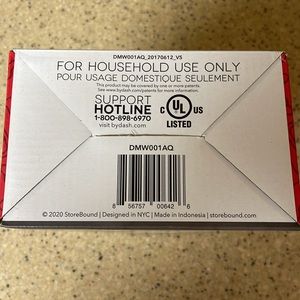 DMW001AQ_20170612_V5
FOR HOUSEHOLD USE ONLY
POUR USAGE DOMESTIQUE SEULEMENT
This product may be covered by one or more patents.
See www.bydash.com/patents for more information.
SUPPORT
HOTLINE
1-800-898-6970
visit bydash.com
C UL US
LISTED
DMW001AQ
8 56757 00642 6
© 2020 StoreBound | Designed in NYC | Made in Indonesia | storebound.com